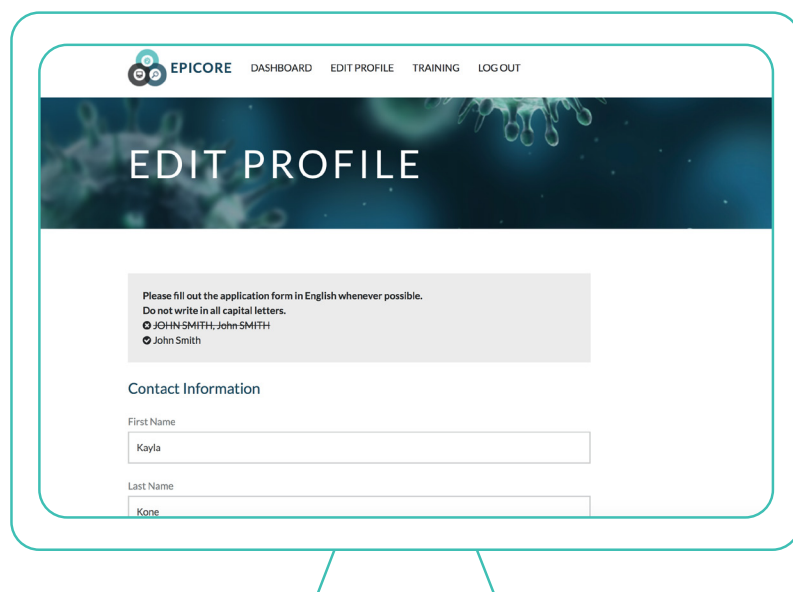 EPICORE DASHBOARD EDIT PROFILE TRAINING LOG OUT
EDIT PROFILE
Please fill out the application form in English whenever possible.
Do not write in all capital letters.
JOHN SMITH, John SMITH
John Smith
Contact Information
First Name
Kayla
Last Name
Kone